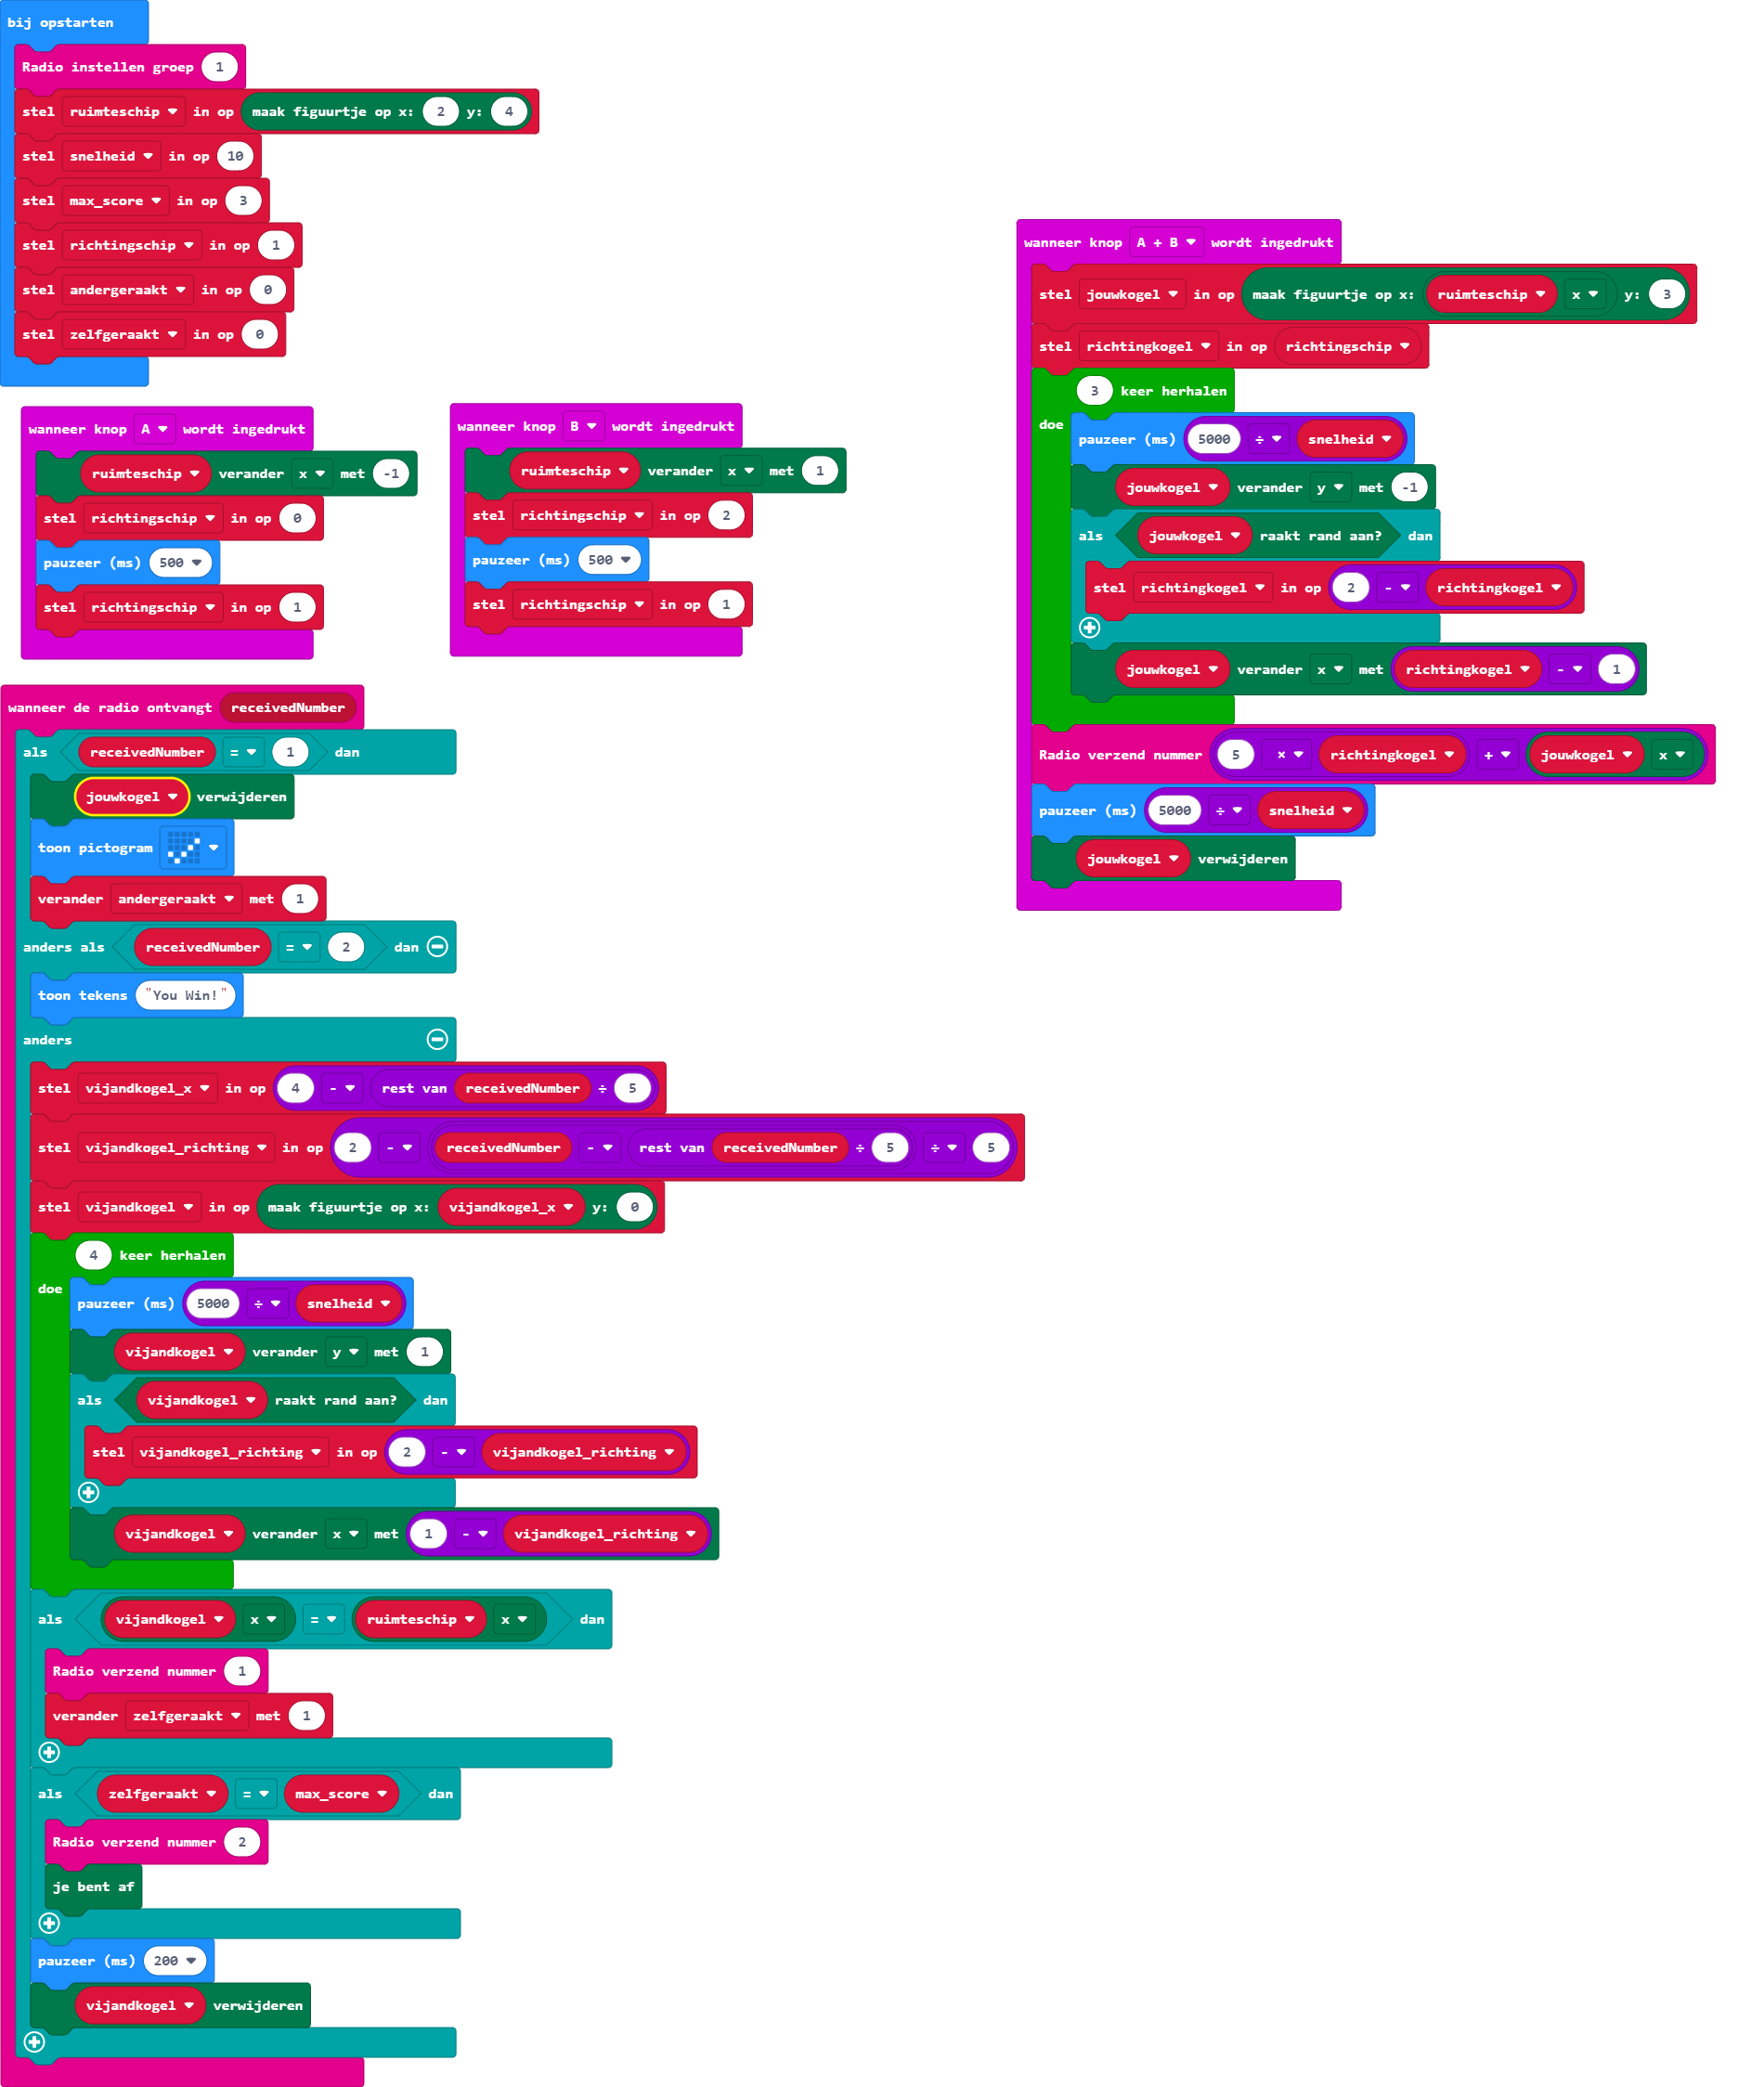 bij opstarten
Radio instellen groep 1
stel ruimteschip in op maak figuurtje op x: 2 y: 4
stel snelheid in op 10
stel max_score in op 3
stel richtingschip in op 1
stel andergeraakt in op 0
stel zelfgeraakt in op 0
wanneer knop A wordt ingedrukt
ruimteschip verander x met -1
stel richtingschip in op 0
pauzeer (ms) 500
stel richtingschip in op 1
wanneer knop B wordt ingedrukt
ruimteschip verander x met 1
stel richtingschip in op 2
pauzeer (ms) 500
stel richtingschip in op 1
wanneer knop A + B wordt ingedrukt
stel jouwkogel in op maak figuurtje op x: ruimteschip x y: 3
stel richtingkogel in op richtingschip
3 keer herhalen
doe
pauzeer (ms) 5000 ÷ snelheid
jouwkogel verander y met -1
als jouwkogel raakt rand aan? dan
stel richtingkogel in op 2 - richtingkogel
jouwkogel verander x met richtingkogel - 1
Radio verzend nummer 5 × richtingkogel + jouwkogel x
pauzeer (ms) 5000 ÷ snelheid
jouwkogel verwijderen
wanneer de radio ontvangt receivedNumber
als receivedNumber = 1 dan
jouwkogel verwijderen
toon pictogram
verander andergeraakt met 1
anders als receivedNumber = 2 dan
toon tekens "You Win!"
anders
stel vijandkogel_x in op 4 - rest van receivedNumber ÷ 5
stel vijandkogel_richting in op 2 - receivedNumber - rest van receivedNumber ÷ 5 ÷ 5
stel vijandkogel in op maak figuurtje op x: vijandkogel_x y: 0
4 keer herhalen
doe
pauzeer (ms) 5000 ÷ snelheid
vijandkogel verander y met 1
als vijandkogel raakt rand aan? dan
stel vijandkogel_richting in op 2 - vijandkogel_richting
vijandkogel verander x met 1 - vijandkogel_richting
als vijandkogel x = ruimteschip x dan
Radio verzend nummer 1
verander zelfgeraakt met 1
als zelfgeraakt = max_score dan
Radio verzend nummer 2
je bent af
pauzeer (ms) 200
vijandkogel verwijderen